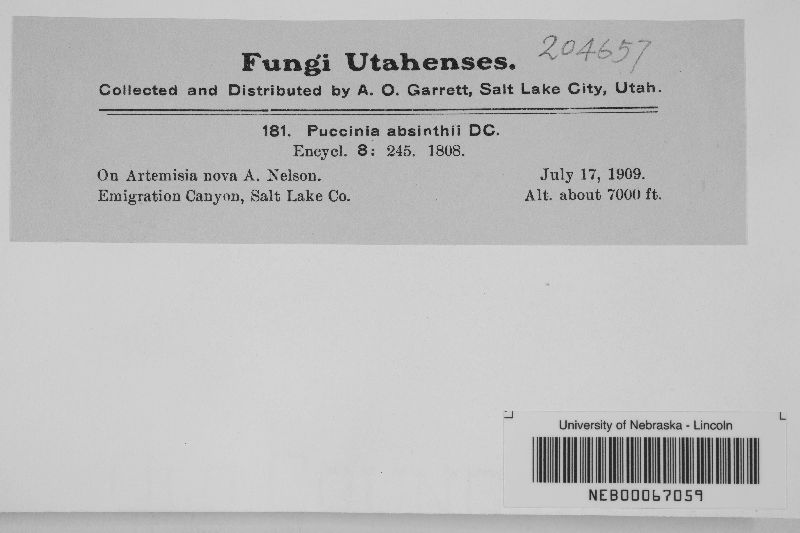 Fungi Utahenses. 204657
Collected and Distributed by A. O. Garrett, Salt Lake City, Utah.
181. Puccinia absinthii DC.
Encycl. 8: 245. 1808.
On Artemisia nova A. Nelson. July 17, 1909.
Emigration Canyon, Salt Lake Co. Alt. about 7000 ft.
University of Nebraska - Lincoln
NEB00067059